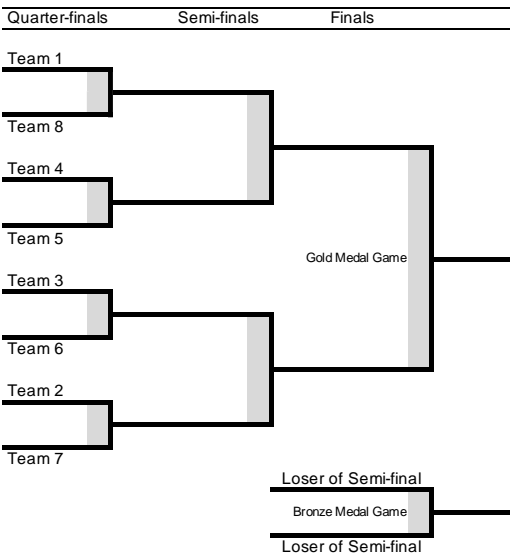 Quarter-finals Semi-finals Finals
Team 1
Team 8
Team 4
Team 5
Gold Medal Game
Team 3
Team 6
Team 2
Team 7
Loser of Semi-final
Bronze Medal Game
Loser of Semi-final